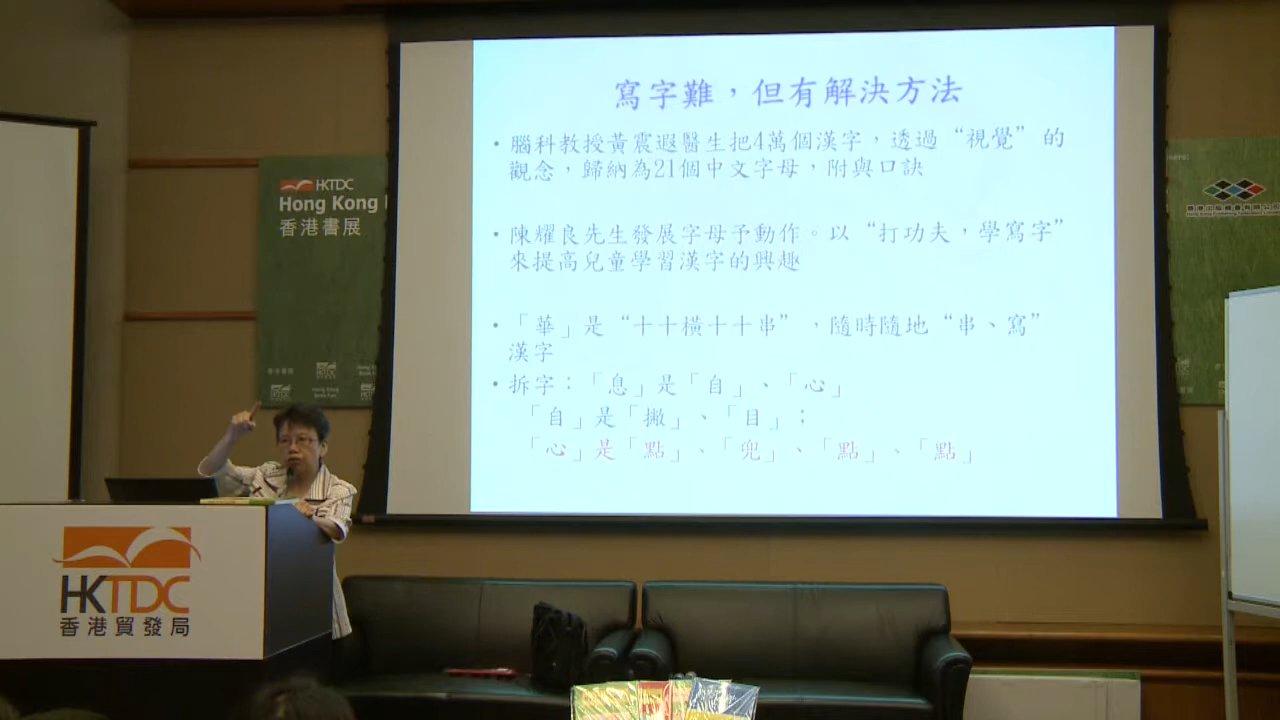 寫字難，但有解決方法
•腦科教授黃震遐醫生把4萬個漢字，透過“視覺”的
觀念，歸納為21個中文字母，附與口訣
•陳耀良先生發展字母予動作。以“打功夫，學寫字”
來提高兒童學習漢字的興趣
•「華」是“十十橫十十串”，隨時隨地“串、寫”
漢字
•拆字：「息」是「自」、「心」
「自」是「撇」、「目」；
「心」是「點」、「兜」、「點」、「點」
HKTDC
Hong Kong
香港書展
HKTDC
香港貿發局